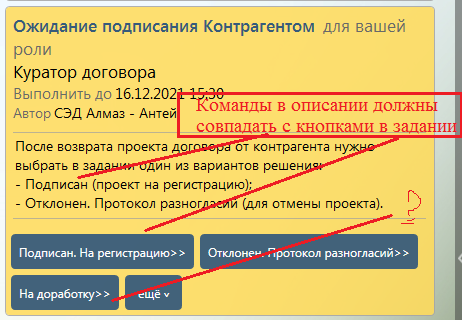 Ожидание подписания Контрагентом для вашей
роли
Куратор договора
Выполнить до 16.12.2021 15:30
Автор СЭД Алмаз - Антей
Команды в описании должны
совпадать с кнопками в задании
После возврата проекта договора от контрагента нужно
выбрать в задании один из вариантов решения:
- Подписан (проект на регистрацию);
- Отклонен. Протокол разногласий (для отмены проекта).
?
Подписан. На регистрацию>> Отклонен. Протокол разногласий>>
На доработку>> ещё v